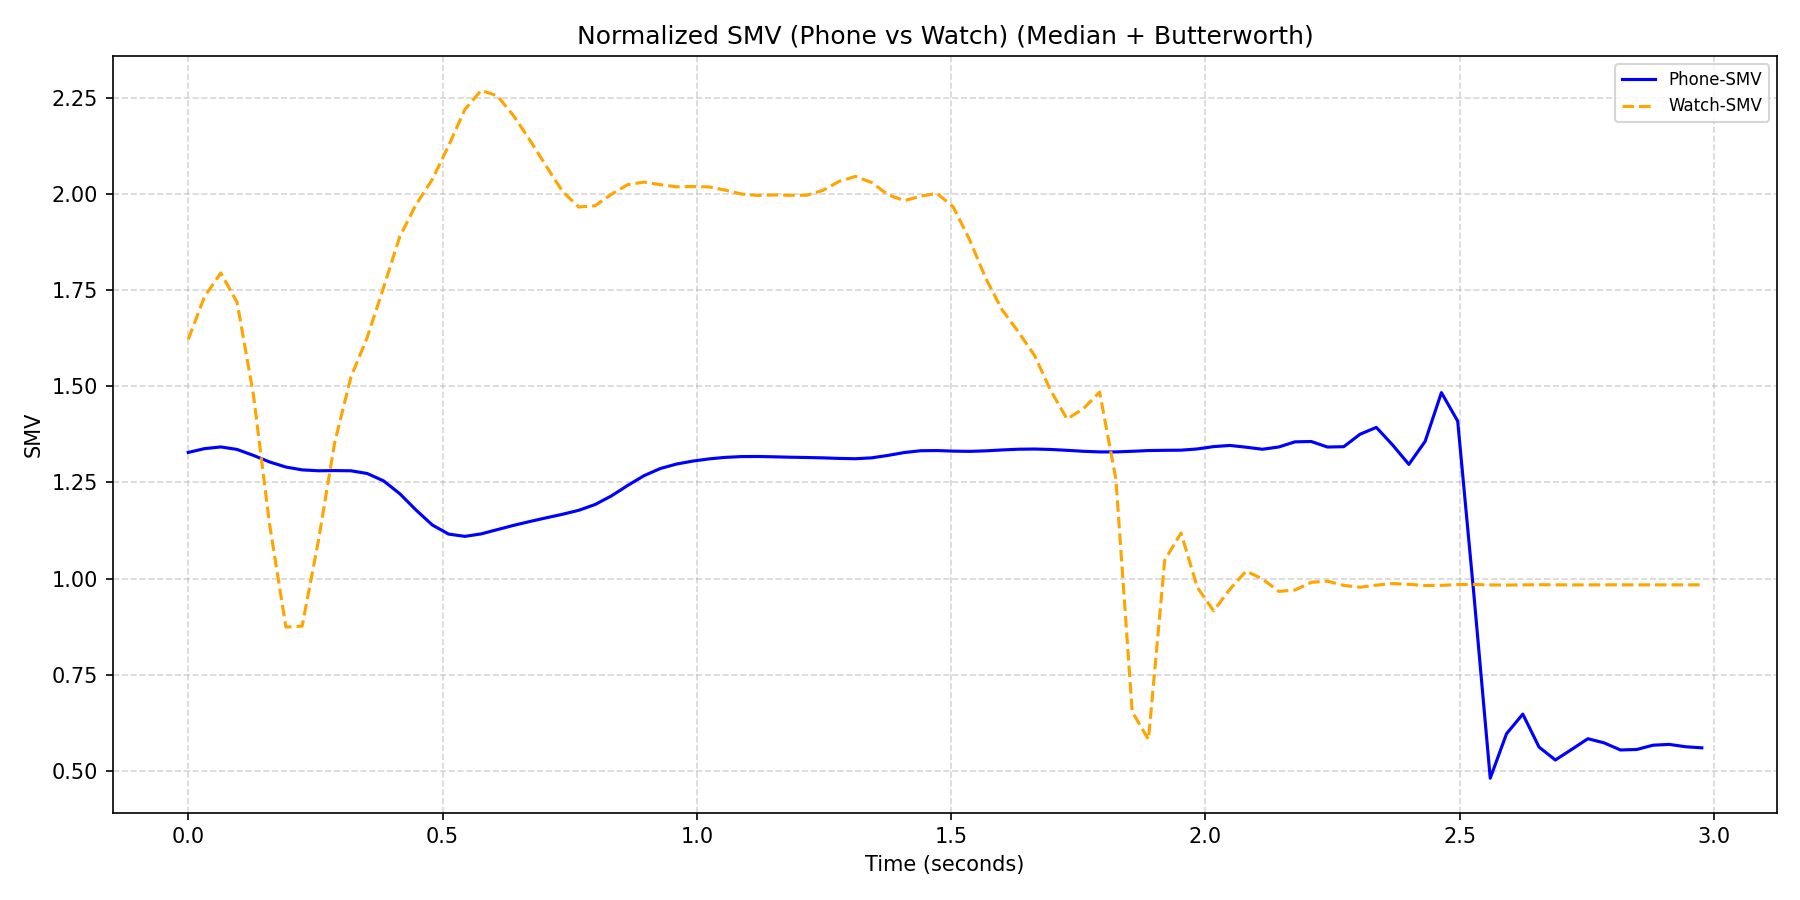 Normalized SMV (Phone vs Watch) (Median + Butterworth)
Phone-SMV
Watch-SMV
SMV
2.25
2.00
1.75
1.50
1.25
1.00
0.75
0.50
0.0 0.5 1.0 1.5 2.0 2.5 3.0
Time (seconds)